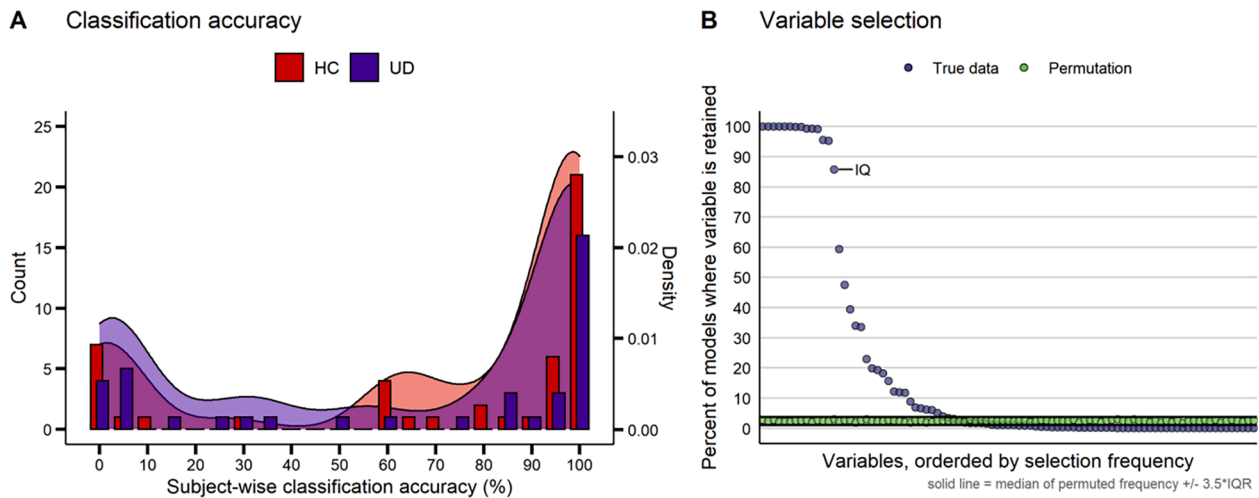 A Classification accuracy
HC UD
Count
25
20
15
10
5
0
0.03
0.02
0.01
0.00
Density
0 10 20 30 40 50 60 70 80 90 100
Subject-wise classification accuracy (%)
B Variable selection
True data Permutation
Percent of models where variable is retained
100
90
80
70
60
50
40
30
20
10
0
IQ
Variables, orderded by selection frequency
solid line = median of permuted frequency +/- 3.5*IQR